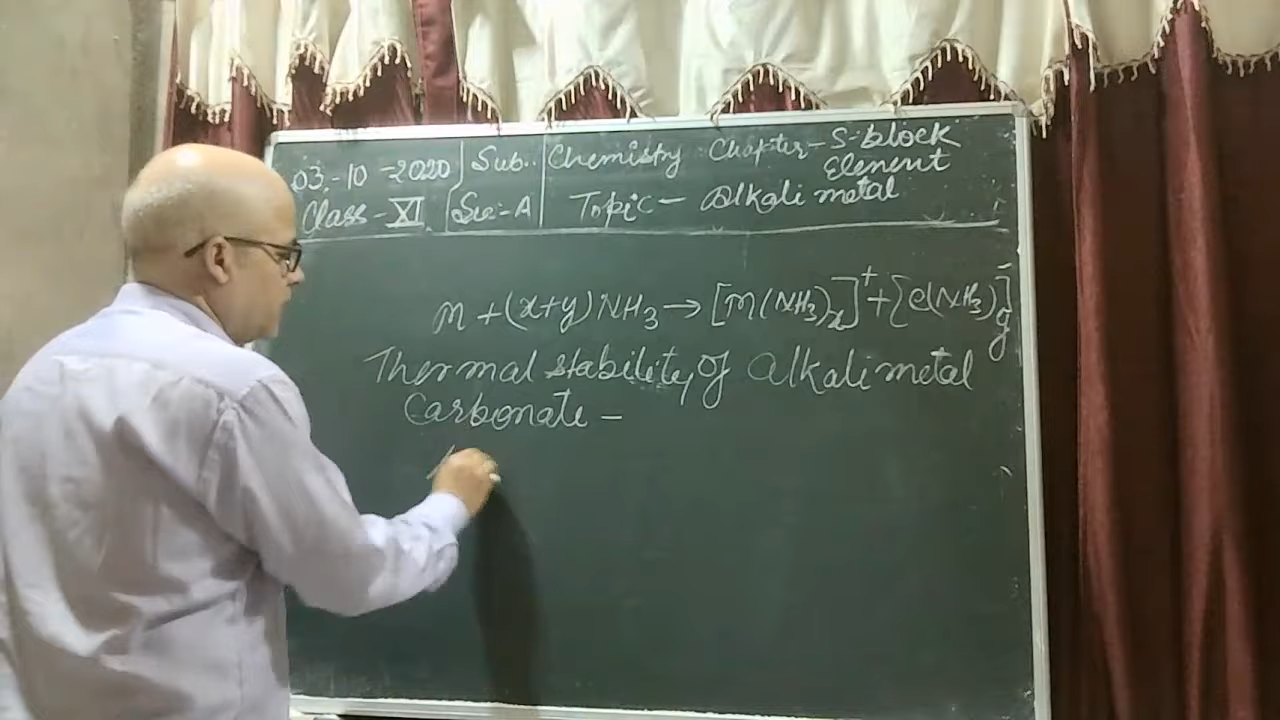 03-10-2020 Sub.. Chemistry Chapter - S-block
Element
Class - XI Sec:- A Topic - Alkali metal
M + (x+y)NH₃ → [M(NH₃)ₓ]⁺ + [e(NH₃)y]⁻
Thermal stability of Alkali metal
Carbonate -